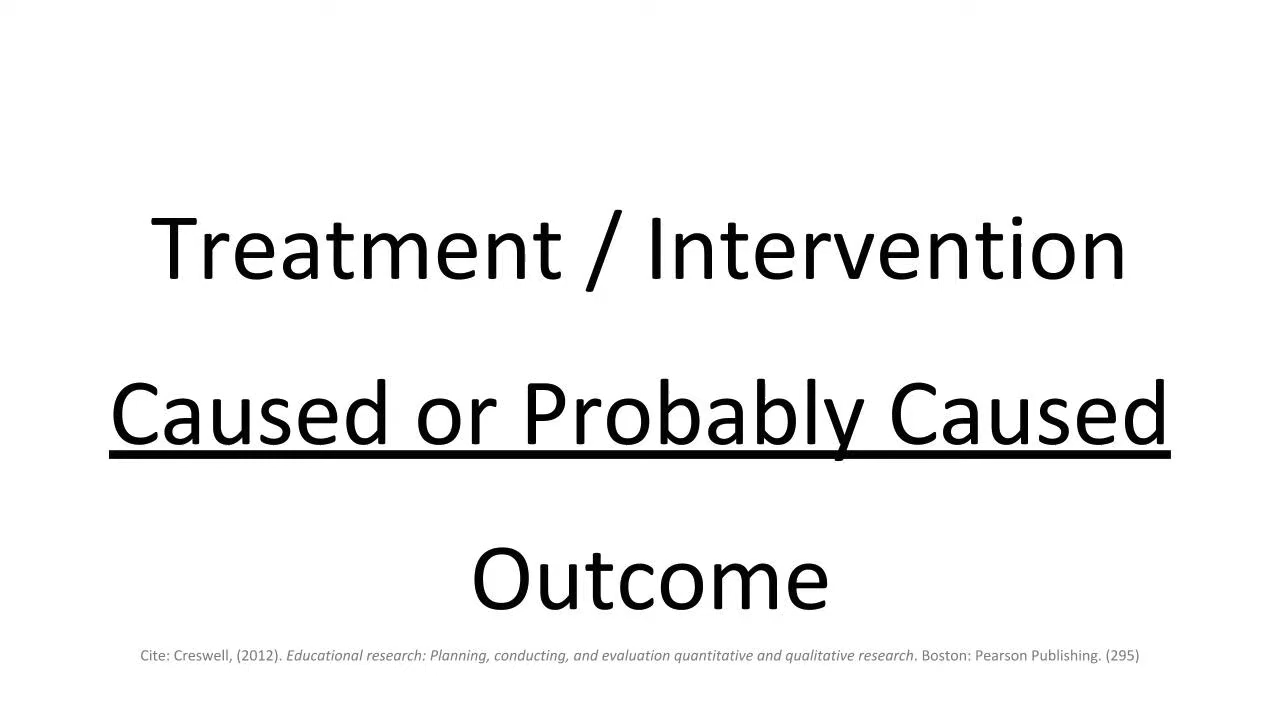 Treatment / Intervention
Caused or Probably Caused
Outcome
Cite: Creswell, (2012). Educational research: Planning, conducting, and evaluation quantitative and qualitative research. Boston: Pearson Publishing. (295)